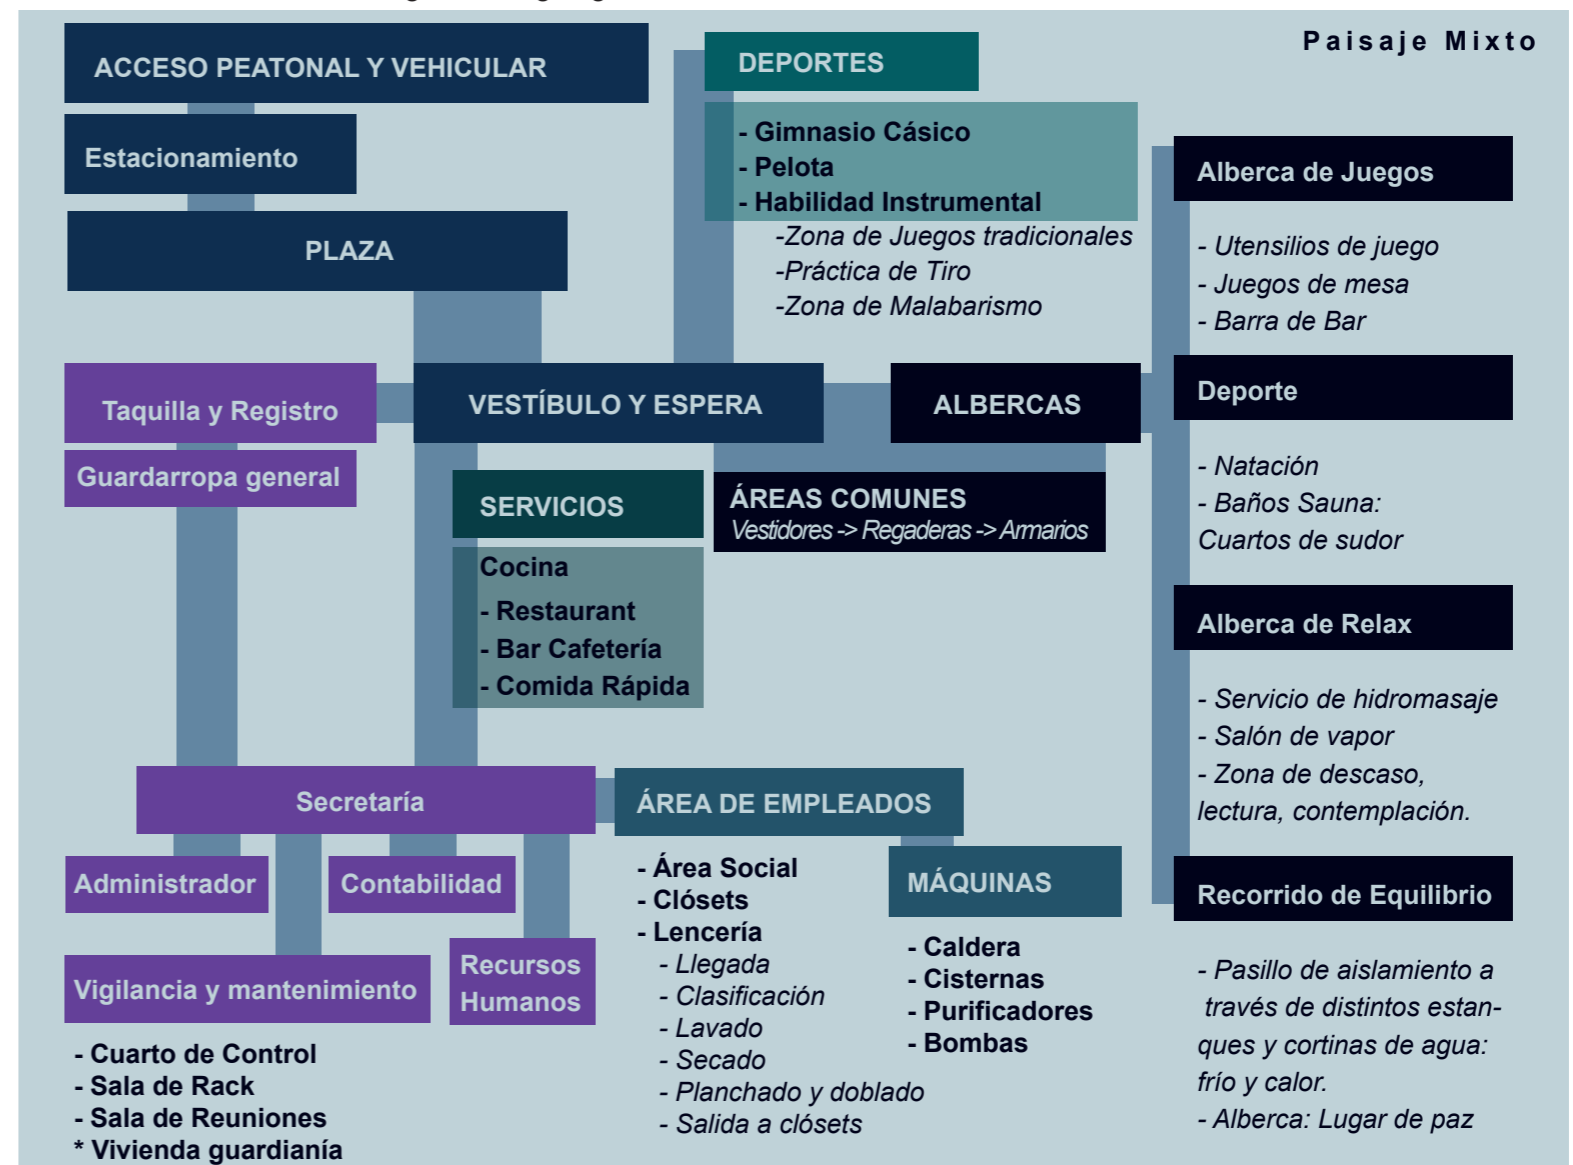 Paisaje Mixto
ACCESO PEATONAL Y VEHICULAR
Estacionamiento
PLAZA
DEPORTES
- Gimnasio Cásico
- Pelota
- Habilidad Instrumental
-Zona de Juegos tradicionales
-Práctica de Tiro
-Zona de Malabarismo
Taquilla y Registro
Guardarropa general
VESTÍBULO Y ESPERA
ALBERCAS
ÁREAS COMUNES
Vestidores -> Regaderas -> Armarios
SERVICIOS
Cocina
- Restaurant
- Bar Cafetería
- Comida Rápida
Alberca de Juegos
- Utensilios de juego
- Juegos de mesa
- Barra de Bar
Deporte
- Natación
- Baños Sauna:
Cuartos de sudor
Alberca de Relax
- Servicio de hidromasaje
- Salón de vapor
- Zona de descaso,
lectura, contemplación.
Recorrido de Equilibrio
- Pasillo de aislamiento a
través de distintos estan-
ques y cortinas de agua:
frío y calor.
- Alberca: Lugar de paz
Secretaría
Administrador
Contabilidad
Vigilancia y mantenimiento
Recursos
Humanos
- Cuarto de Control
- Sala de Rack
- Sala de Reuniones
* Vivienda guardianía
ÁREA DE EMPLEADOS
- Área Social
- Clósets
- Lencería
- Llegada
- Clasificación
- Lavado
- Secado
- Planchado y doblado
- Salida a clósets
MÁQUINAS
- Caldera
- Cisternas
- Purificadores
- Bombas